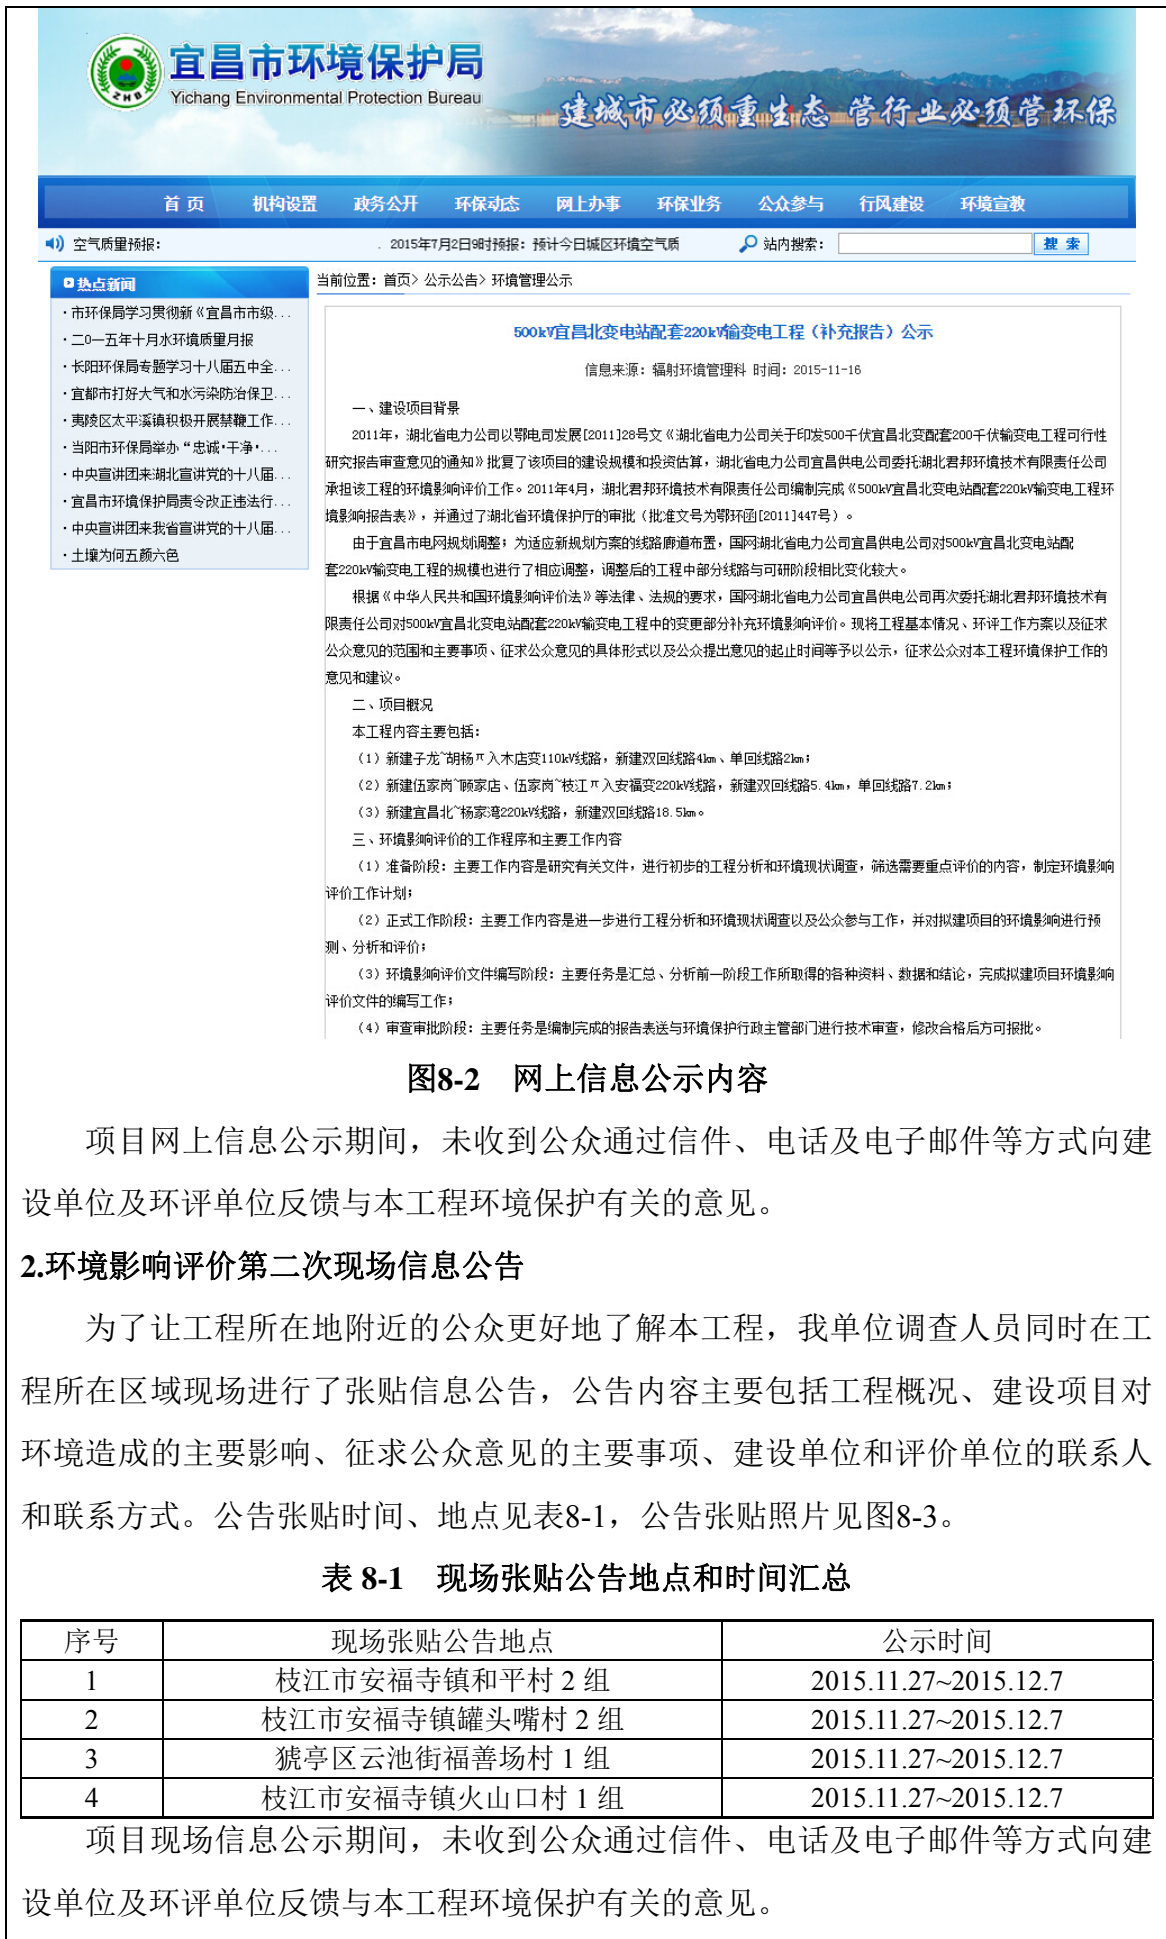 宜昌市环境保护局
Yichang Environmental Protection Bureau
ZHB
建城市必须重生态 管行业必须管环保
首 页 机构设置 政务公开 环保动态 网上办事 环保业务 公众参与 行风建设 环境宣教
空气质量预报： . 2015年7月2日9时预报：预计今日城区环境空气质 站内搜索： 搜 索
热点新闻
·市环保局学习贯彻新《宜昌市市级...
·二0一五年十月水环境质量月报
·长阳环保局专题学习十八届五中全...
·宜都市打好大气和水污染防治保卫...
·夷陵区太平溪镇积极开展禁鞭工作...
·当阳市环保局举办“忠诚·干净·...
·中央宣讲团来湖北宣讲党的十八届...
·宜昌市环境保护局责令改正违法行...
·中央宣讲团来我省宣讲党的十八届...
·土壤为何五颜六色
当前位置：首页> 公示公告> 环境管理公示
500kV宜昌北变电站配套220kV输变电工程（补充报告）公示
信息来源：辐射环境管理科 时间：2015-11-16
一、建设项目背景
2011年，湖北省电力公司以鄂电司发展[2011]28号文《湖北省电力公司关于印发500千伏宜昌北变配套200千伏输变电工程可行性
研究报告审查意见的通知》批复了该项目的建设规模和投资估算，湖北省电力公司宜昌供电公司委托湖北君邦环境技术有限责任公司
承担该工程的环境影响评价工作。2011年4月，湖北君邦环境技术有限责任公司编制完成《500kV宜昌北变电站配套220kV输变电工程环
境影响报告表》，并通过了湖北省环境保护厅的审批（批准文号为鄂环函[2011]447号）。
由于宜昌市电网规划调整；为适应新规划方案的线路廊道布置，国网湖北省电力公司宜昌供电公司对500kV宜昌北变电站配
套220kV输变电工程的规模也进行了相应调整，调整后的工程中部分线路与可研阶段相比变化较大。
根据《中华人民共和国环境影响评价法》等法律、法规的要求，国网湖北省电力公司宜昌供电公司再次委托湖北君邦环境技术有
限责任公司对500kV宜昌北变电站配套220kV输变电工程中的变更部分补充环境影响评价。现将工程基本情况、环评工作方案以及征求
公众意见的范围和主要事项、征求公众意见的具体形式以及公众提出意见的起止时间等予以公示，征求公众对本工程环境保护工作的
意见和建议。
二、项目概况
本工程内容主要包括：
（1）新建子龙~胡杨π入木店变110kV线路，新建双回线路4km、单回线路2km；
（2）新建伍家岗~顾家店、伍家岗~枝江π入安福变220kV线路，新建双回线路5.4km，单回线路7.2km；
（3）新建宜昌北~杨家湾220kV线路，新建双回线路18.5km。
三、环境影响评价的工作程序和主要工作内容
（1）准备阶段：主要工作内容是研究有关文件，进行初步的工程分析和环境现状调查，筛选需要重点评价的内容，制定环境影响
评价工作计划；
（2）正式工作阶段：主要工作内容是进一步进行工程分析和环境现状调查以及公众参与工作，并对拟建项目的环境影响进行预
测、分析和评价；
（3）环境影响评价文件编写阶段：主要任务是汇总、分析前一阶段工作所取得的各种资料、数据和结论，完成拟建项目环境影响
评价文件的编写工作；
（4）审查审批阶段：主要任务是编制完成的报告表送与环境保护行政主管部门进行技术审查，修改合格后方可报批。
图8-2 网上信息公示内容
项目网上信息公示期间，未收到公众通过信件、电话及电子邮件等方式向建
设单位及环评单位反馈与本工程环境保护有关的意见。
2.环境影响评价第二次现场信息公告
为了让工程所在地附近的公众更好地了解本工程，我单位调查人员同时在工
程所在区域现场进行了张贴信息公告，公告内容主要包括工程概况、建设项目对
环境造成的主要影响、征求公众意见的主要事项、建设单位和评价单位的联系人
和联系方式。公告张贴时间、地点见表8-1，公告张贴照片见图8-3。
表 8-1 现场张贴公告地点和时间汇总
序号 现场张贴公告地点 公示时间
1 枝江市安福寺镇和平村 2 组 2015.11.27~2015.12.7
2 枝江市安福寺镇罐头嘴村 2 组 2015.11.27~2015.12.7
3 猇亭区云池街福善场村 1 组 2015.11.27~2015.12.7
4 枝江市安福寺镇火山口村 1 组 2015.11.27~2015.12.7
项目现场信息公示期间，未收到公众通过信件、电话及电子邮件等方式向建
设单位及环评单位反馈与本工程环境保护有关的意见。